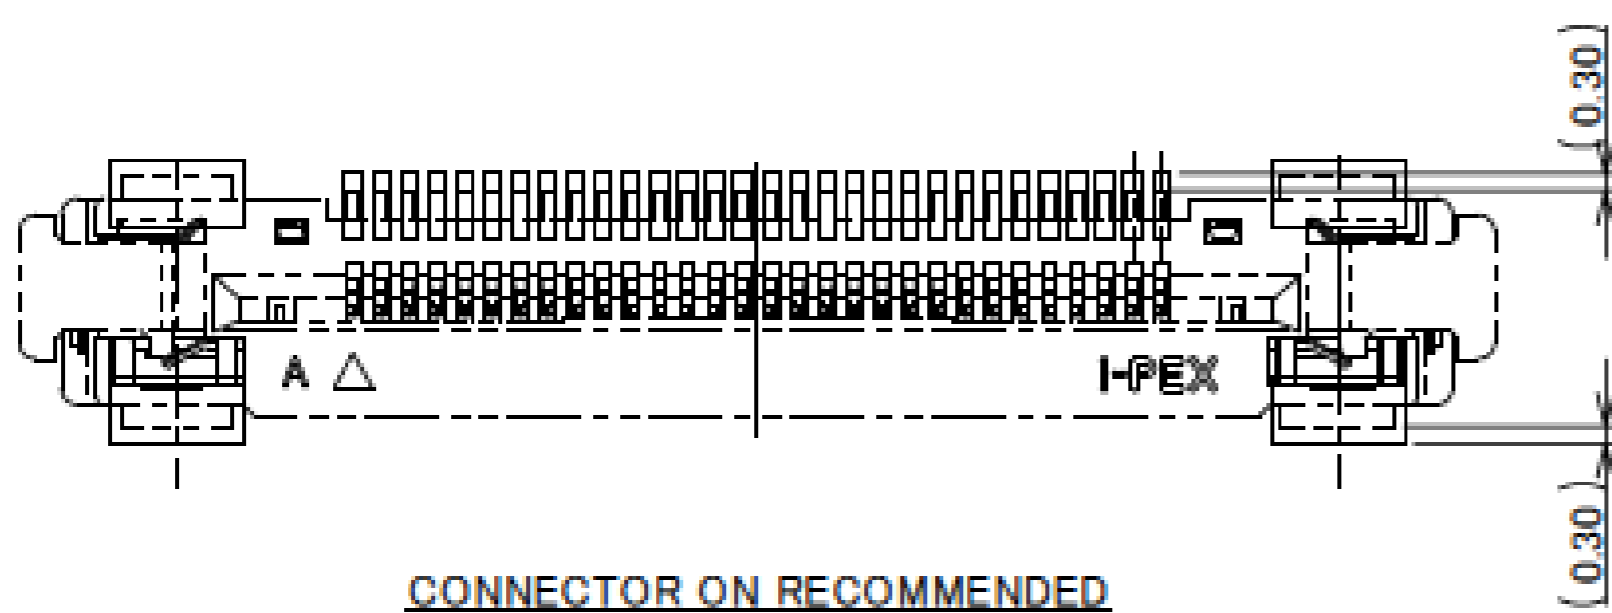 ( 0.30 )
A △ I-PEX
( 0.30 )
CONNECTOR ON RECOMMENDED